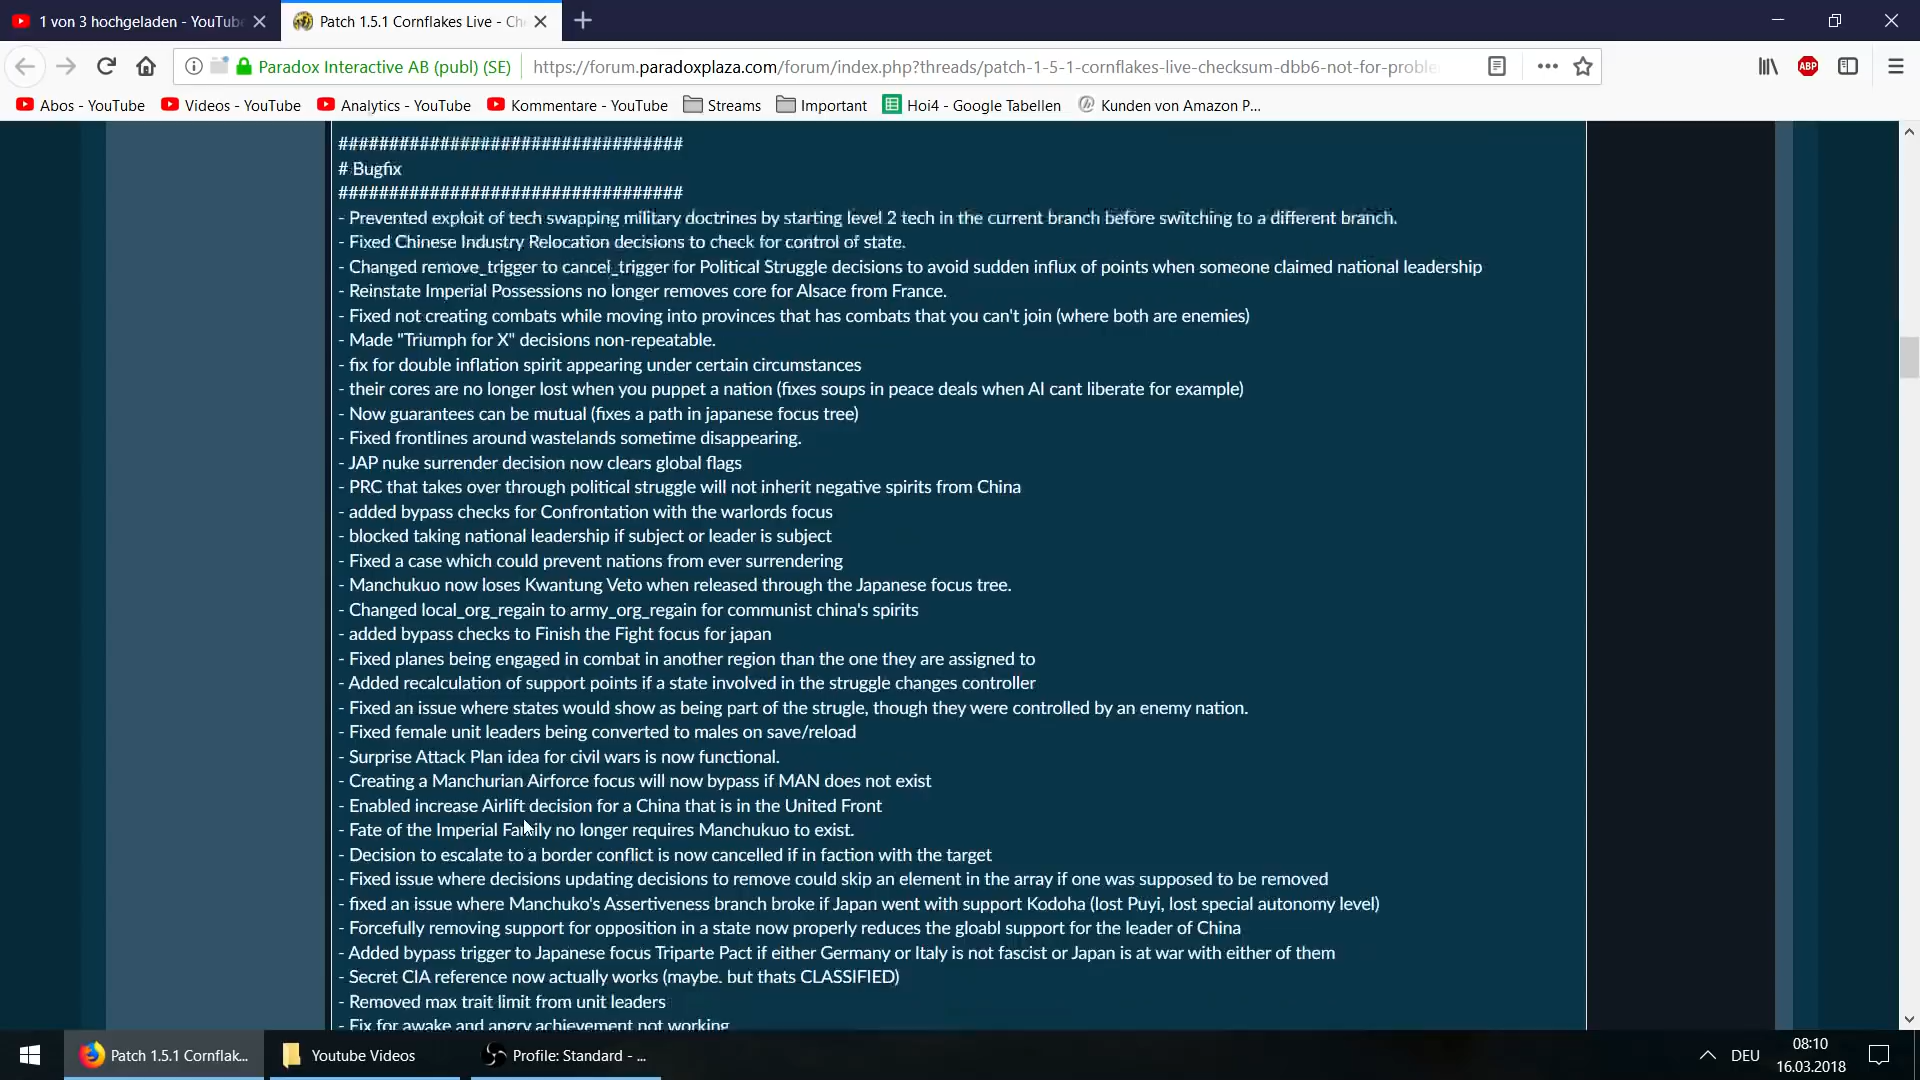 1 von 3 hochgeladen - YouTube
Patch 1.5.1 Cornflakes Live - Che
Paradox Interactive AB (publ) (SE)
https://forum.paradoxplaza.com/forum/index.php?threads/patch-1-5-1-cornflakes-live-checksum-dbb6-not-for-proble
ABP
Abos - YouTube
Videos - YouTube
Analytics - YouTube
Kommentare - YouTube
Streams
Important
Hoi4 - Google Tabellen
Kunden von Amazon P...
##################################
# Bugfix
##################################
- Prevented exploit of tech swapping military doctrines by starting level 2 tech in the current branch before switching to a different branch.
- Fixed Chinese Industry Relocation decisions to check for control of state.
- Changed remove_trigger to cancel_trigger for Political Struggle decisions to avoid sudden influx of points when someone claimed national leadership
- Reinstate Imperial Possessions no longer removes core for Alsace from France.
- Fixed not creating combats while moving into provinces that has combats that you can't join (where both are enemies)
- Made "Triumph for X" decisions non-repeatable.
- fix for double inflation spirit appearing under certain circumstances
- their cores are no longer lost when you puppet a nation (fixes soups in peace deals when AI cant liberate for example)
- Now guarantees can be mutual (fixes a path in japanese focus tree)
- Fixed frontlines around wastelands sometime disappearing.
- JAP nuke surrender decision now clears global flags
- PRC that takes over through political struggle will not inherit negative spirits from China
- added bypass checks for Confrontation with the warlords focus
- blocked taking national leadership if subject or leader is subject
- Fixed a case which could prevent nations from ever surrendering
- Manchukuo now loses Kwantung Veto when released through the Japanese focus tree.
- Changed local_org_regain to army_org_regain for communist china's spirits
- added bypass checks to Finish the Fight focus for japan
- Fixed planes being engaged in combat in another region than the one they are assigned to
- Added recalculation of support points if a state involved in the struggle changes controller
- Fixed an issue where states would show as being part of the strugle, though they were controlled by an enemy nation.
- Fixed female unit leaders being converted to males on save/reload
- Surprise Attack Plan idea for civil wars is now functional.
- Creating a Manchurian Airforce focus will now bypass if MAN does not exist
- Enabled increase Airlift decision for a China that is in the United Front
- Fate of the Imperial Family no longer requires Manchukuo to exist.
- Decision to escalate to a border conflict is now cancelled if in faction with the target
- Fixed issue where decisions updating decisions to remove could skip an element in the array if one was supposed to be removed
- fixed an issue where Manchuko's Assertiveness branch broke if Japan went with support Kodoha (lost Puyi, lost special autonomy level)
- Forcefully removing support for opposition in a state now properly reduces the gloabl support for the leader of China
- Added bypass trigger to Japanese focus Triparte Pact if either Germany or Italy is not fascist or Japan is at war with either of them
- Secret CIA reference now actually works (maybe. but thats CLASSIFIED)
- Removed max trait limit from unit leaders
- Fix for awake and angry achievement not working
Patch 1.5.1 Cornflak...
Youtube Videos
Profile: Standard - ...
DEU
08:10
16.03.2018